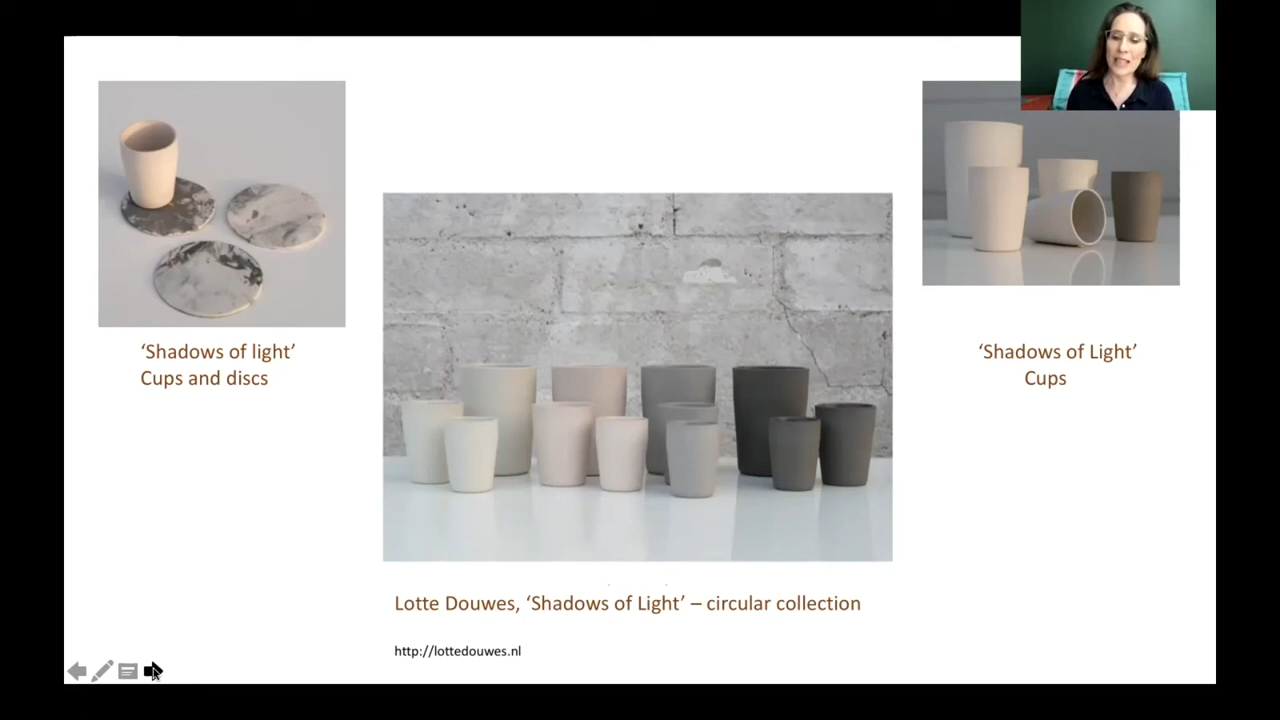 ‘Shadows of light’
Cups and discs
‘Shadows of Light’
Cups
Lotte Douwes, ‘Shadows of Light’ – circular collection
http://lottedouwes.nl